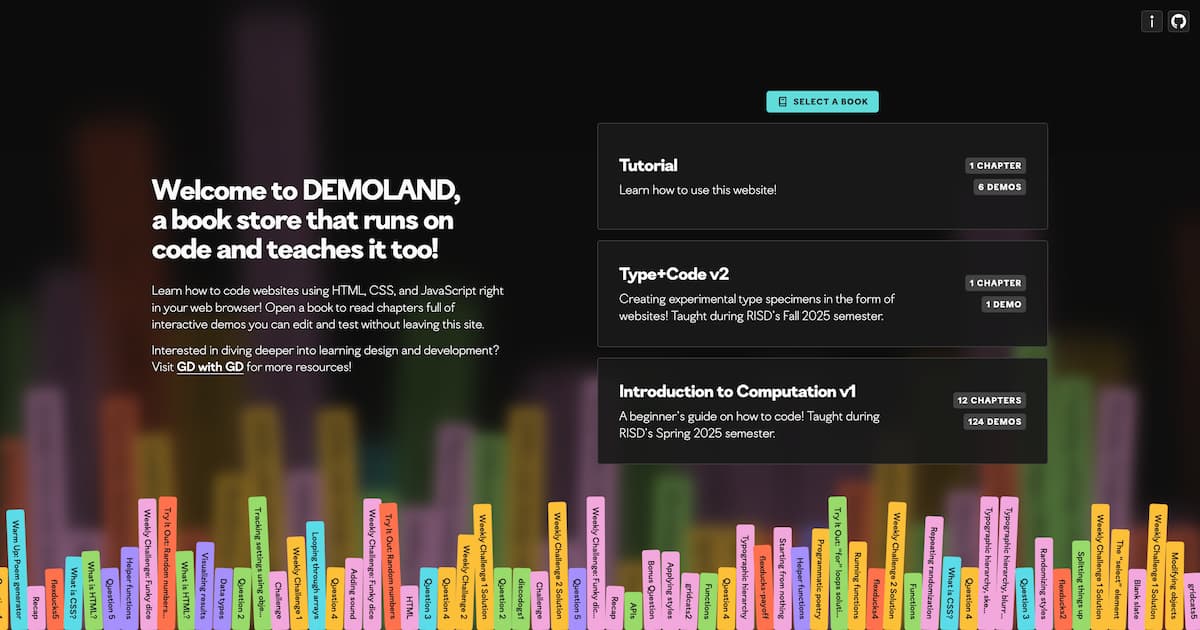 Welcome to DEMOLAND,
a book store that runs on
code and teaches it too!
Learn how to code websites using HTML, CSS, and JavaScript right
in your web browser! Open a book to read chapters full of
interactive demos you can edit and test without leaving this site.
Interested in diving deeper into learning design and development?
Visit GD with GD for more resources!
SELECT A BOOK
Tutorial
Learn how to use this website!
1 CHAPTER
6 DEMOS
Type+Code v2
Creating experimental type specimens in the form of
websites! Taught during RISD's Fall 2025 semester.
1 CHAPTER
1 DEMO
Introduction to Computation v1
A beginner's guide on how to code! Taught during
RISD's Spring 2025 semester.
12 CHAPTERS
124 DEMOS
Warm Up: Poem generator
Recap
flexducks5
What is CSS?
What is HTML?
Question 5
Helper functions
Weekly Challenge: Funky dice
Try It Out: Random numbers...
What is HTML?
Visualizing results
Data types
Question 2
Tracking settings using obje...
Challenge
Weekly Challenge 1
Looping through arrays
Question 4
Adding sound
Weekly Challenge: Funky dice
Try It Out: Random numbers
HTML
Question 3
Question 4
Weekly Challenge 2
Weekly Challenge 1 Solution
Question 2
discodogs1
Challenge
Weekly Challenge 2 Solution
Question 5
Weekly Challenge: Funky dic...
Recap
APIs
Bonus Question
Applying styles
gridcats2
Functions
Question 4
Typographic hierarchy
flexducks-payoff
Starting from nothing
Helper functions
Programmatic poetry
Try It Out: "for" loops soluti...
Running functions
flexducks4
Weekly Challenge 2 Solution
Functions
Repeating randomization
What is CSS?
Question 4
Typographic hierarchy, ske...
Typographic hierarchy, blurr...
Question 3
Randomizing styles
flexducks2
Splitting things up
Weekly Challenge 1 Solution
The "select" element
Blank slate
Weekly Challenge 1 Solution
Modifying objects
gridcats1